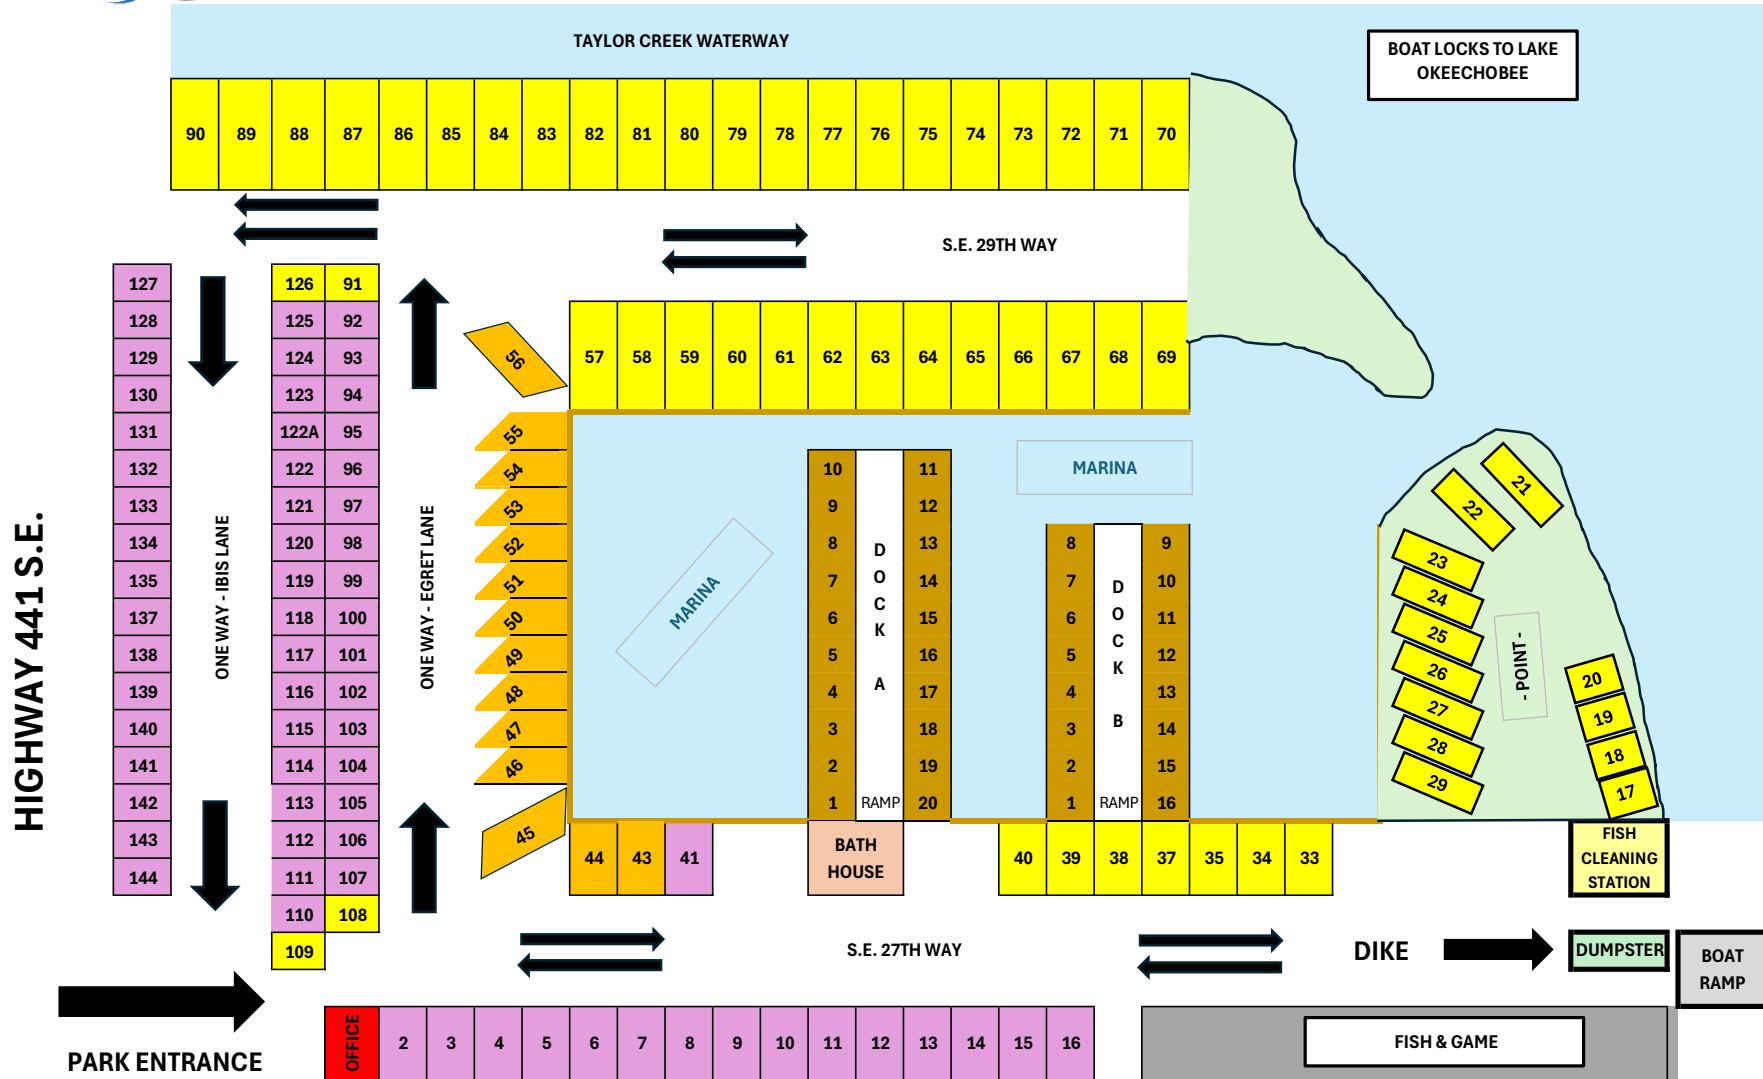 TAYLOR CREEK WATERWAY
BOAT LOCKS TO LAKE
OKEECHOBEE
90 89 88 87 86 85 84 83 82 81 80 79 78 77 76 75 74 73 72 71 70
S.E. 29TH WAY
127 126 91
128 125 92
129 124 93
130 123 94
131 122A 95
132 122 96
133 121 97
134 120 98
135 119 99
137 118 100
138 117 101
139 116 102
140 115 103
141 114 104
142 113 105
143 112 106
144 111 107
110 108
109
HIGHWAY 441 S.E.
ONE WAY - IBIS LANE
ONE WAY - EGRET LANE
56
57 58 59 60 61 62 63 64 65 66 67 68 69
55
54
53
52
51
50
49
48
47
46
45
MARINA
MARINA
10 11
9 12
8 13
7 14
6 15
5 16
4 17
3 18
2 19
1 RAMP 20
DOCK A
8 9
7 10
6 11
5 12
4 13
3 14
2 15
1 RAMP 16
DOCK B
21
22
23
24
25
26
27
28
29
- POINT -
20
19
18
17
44 43 41
BATH
HOUSE
40 39 38 37 35 34 33
FISH
CLEANING
STATION
S.E. 27TH WAY
DIKE
DUMPSTER
BOAT
RAMP
PARK ENTRANCE
OFFICE 2 3 4 5 6 7 8 9 10 11 12 13 14 15 16
FISH & GAME